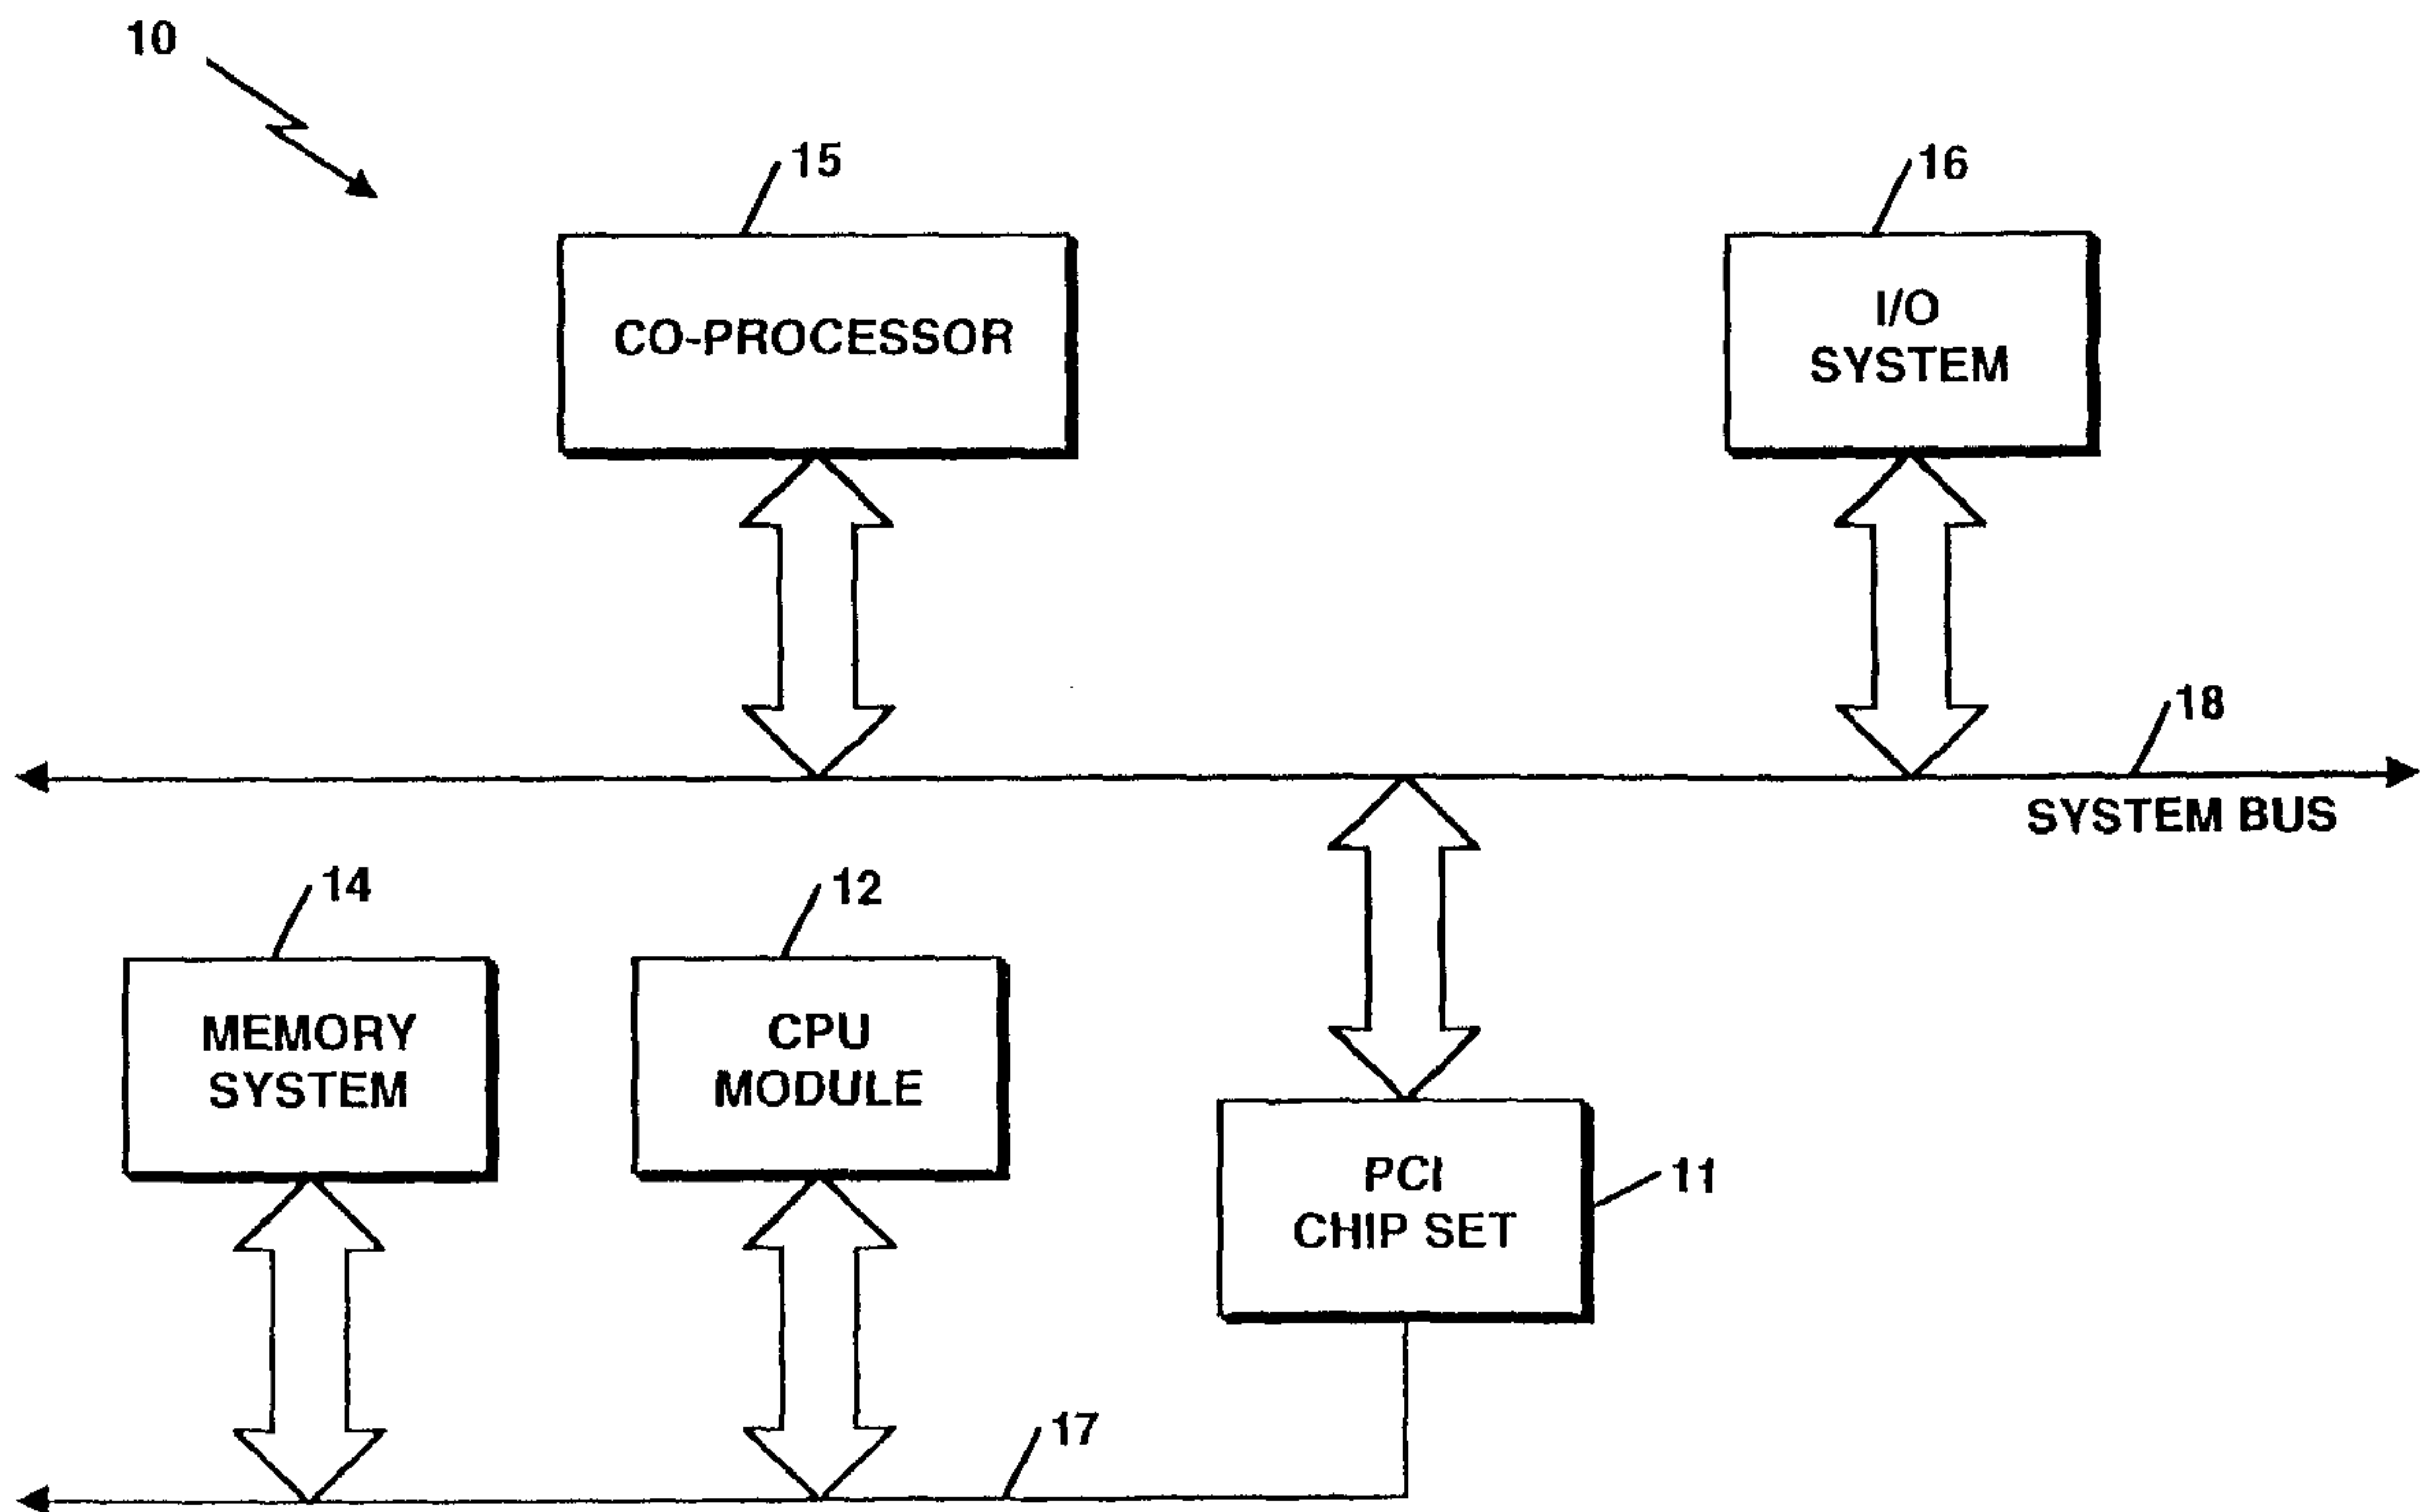 10
15
16
CO-PROCESSOR
I/O
SYSTEM
18
SYSTEM BUS
14
12
MEMORY
SYSTEM
CPU
MODULE
PCI
CHIP SET
11
17